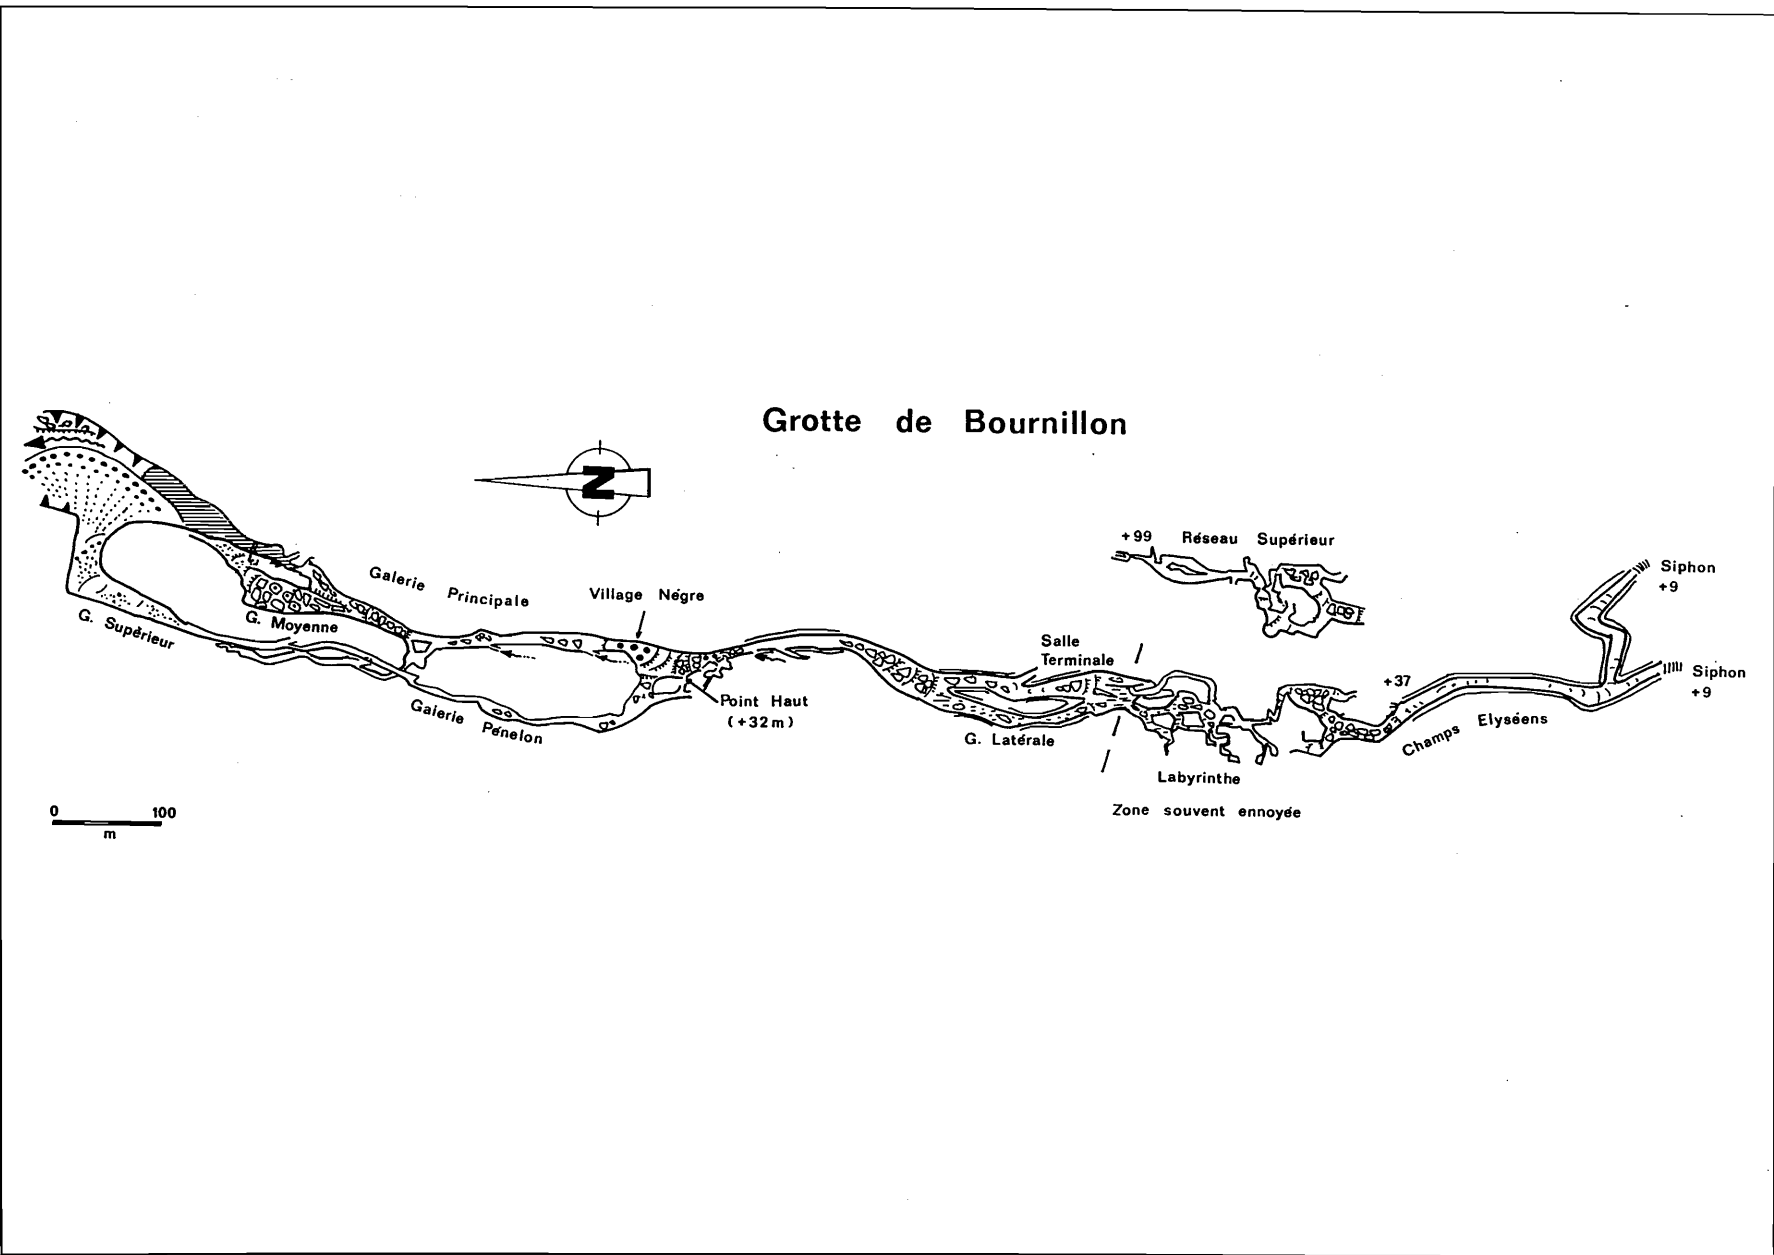 Grotte de Bournillon
N
+99 Réseau Supérieur
Siphon
+9
Galerie Principale
Village Négre
G. Supérieur
G. Moyenne
Salle
Terminale
Siphon
+9
+37
Point Haut
(+32m)
Galerie Pénelon
G. Latérale
Champs Elyséens
Labyrinthe
Zone souvent ennoyée
0 100
m